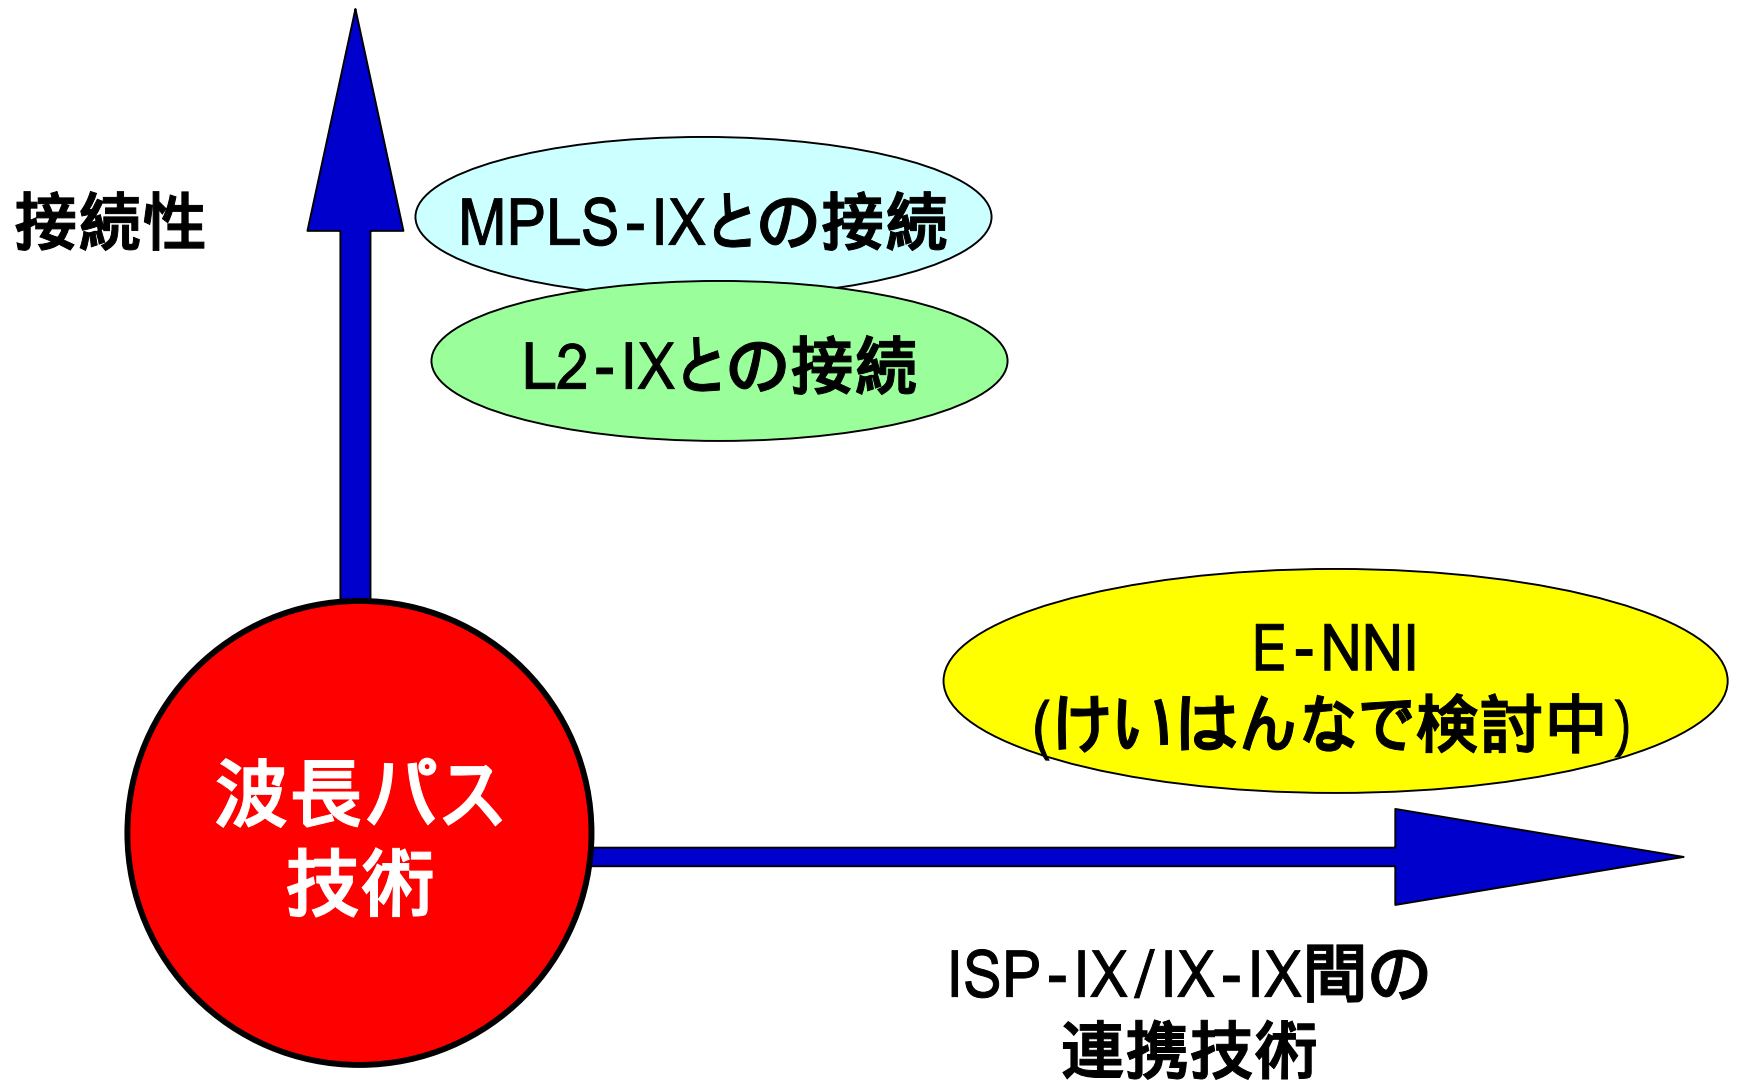 接続性
MPLS-IXとの接続
L2-IXとの接続
E-NNI
(けいはんなで検討中)
波長パス
技術
ISP-IX/IX-IX間の
連携技術